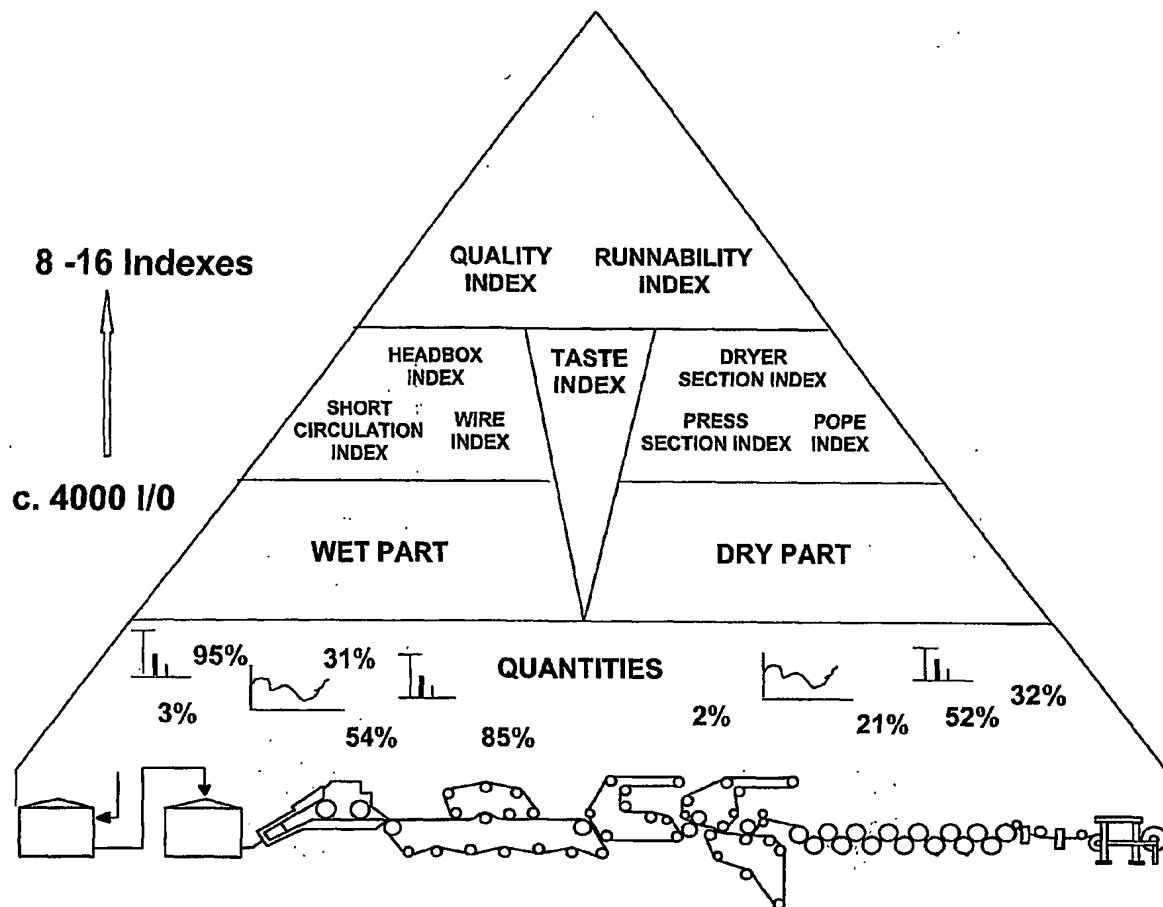 8 -16 Indexes
c. 4000 I/0
QUALITY
INDEX
RUNNABILITY
INDEX
HEADBOX
INDEX
TASTE
INDEX
DRYER
SECTION INDEX
SHORT
CIRCULATION
INDEX
WIRE
INDEX
PRESS
SECTION INDEX
POPE
INDEX
WET PART
DRY PART
QUANTITIES
95%
31%
3%
54%
85%
2%
21%
52%
32%